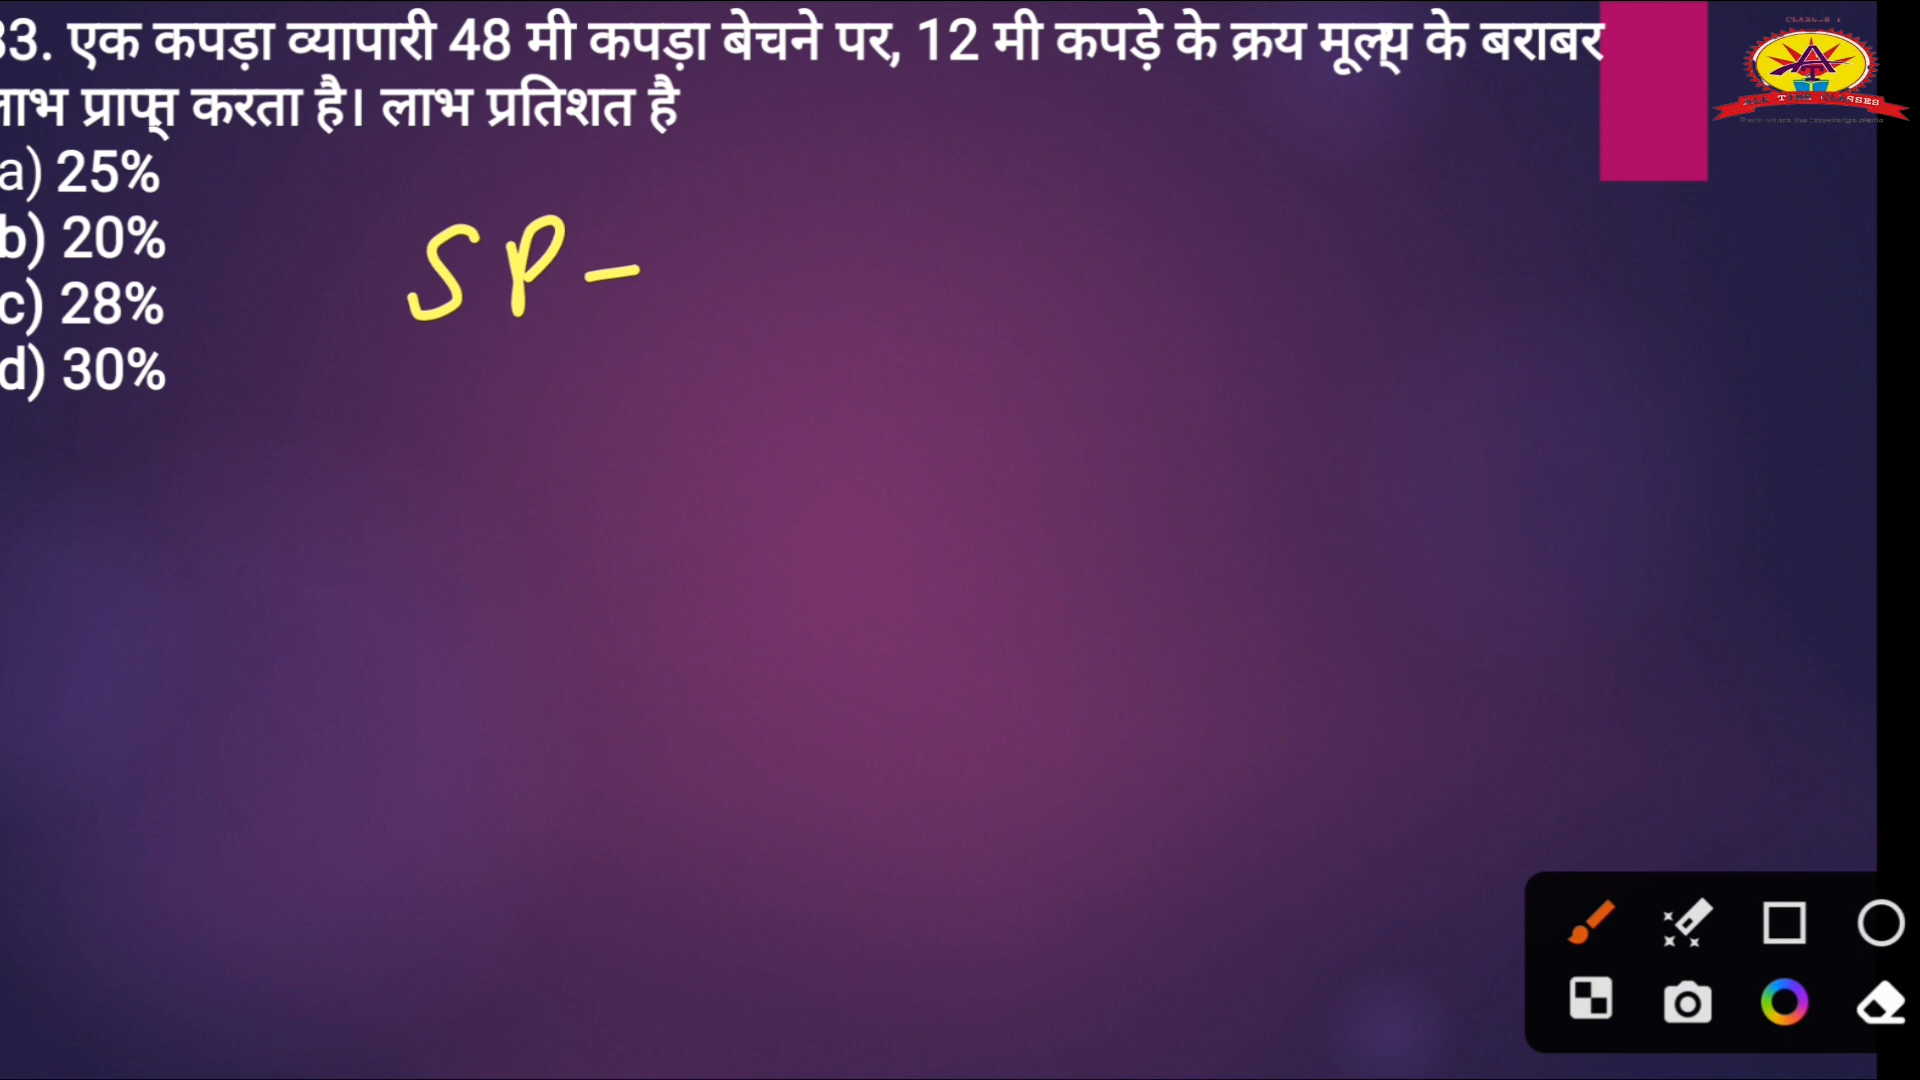 33. एक कपड़ा व्यापारी 48 मी कपड़ा बेचने पर, 12 मी कपड़े के क्रय मूल्य के बराबर
लाभ प्राप्त करता है। लाभ प्रतिशत है
a) 25%
b) 20%
c) 28%
d) 30%
SP -